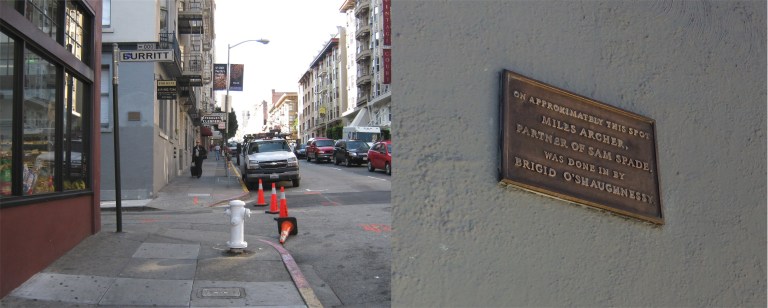 BURRITT
ON APPROXIMATELY THIS SPOT
MILES ARCHER,
PARTNER OF SAM SPADE,
WAS DONE IN BY
BRIGID O'SHAUGHNESSY